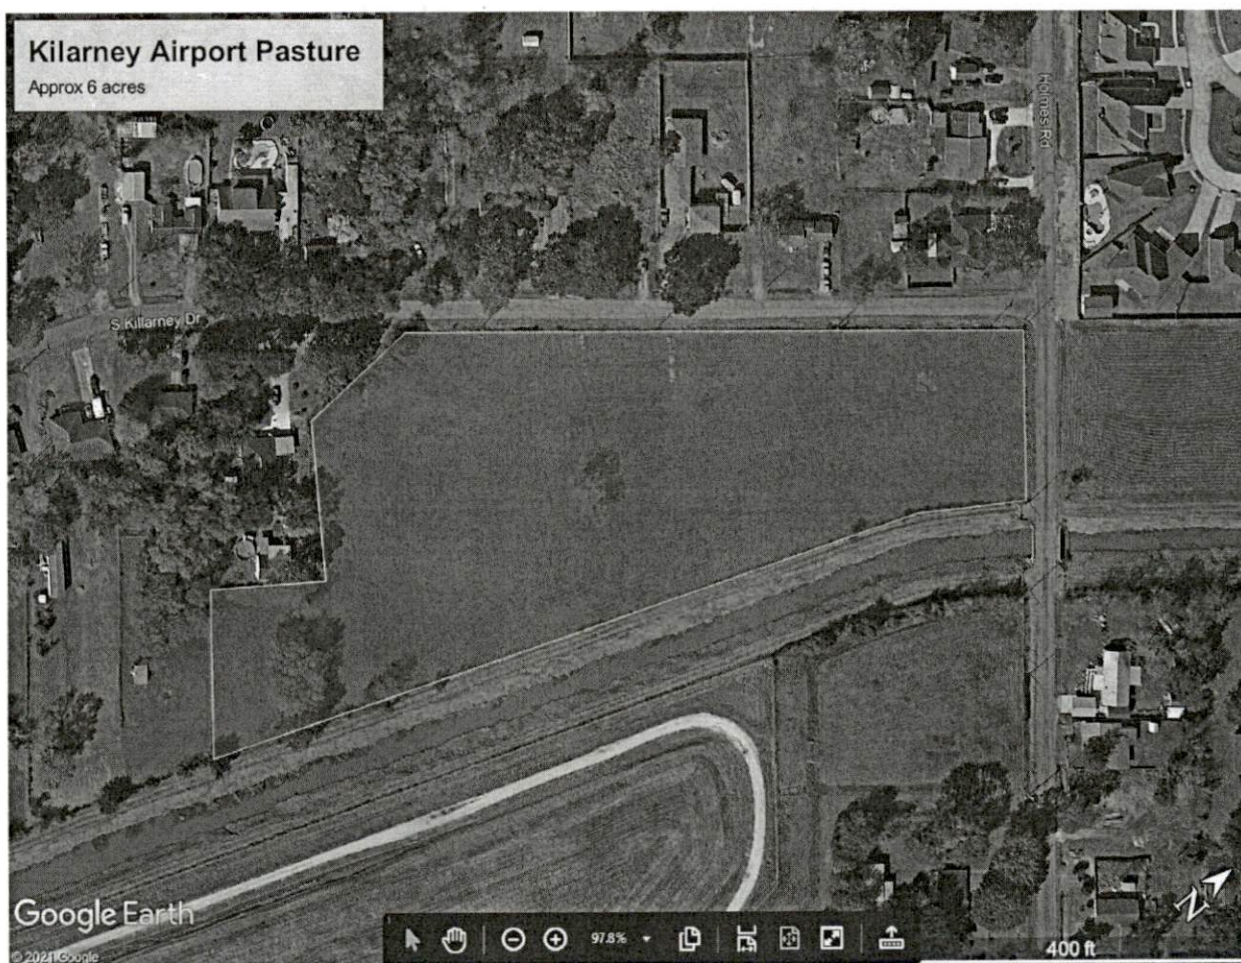 Kilarney Airport Pasture
Approx 6 acres
Holmes Rd
S Killarney Dr
N
Google Earth
97.8%
400 ft
© 2021 Google